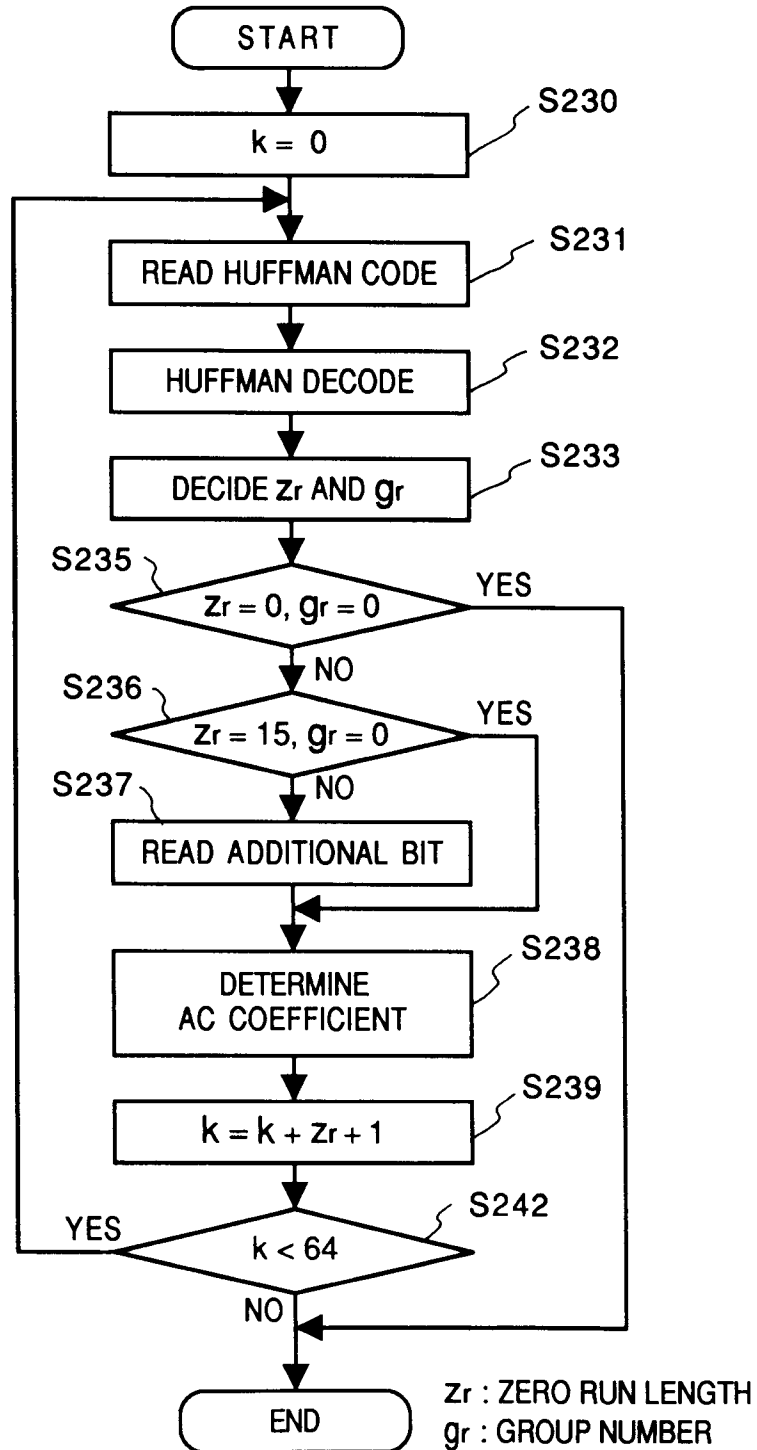 START
S230
k = 0
S231
READ HUFFMAN CODE
S232
HUFFMAN DECODE
S233
DECIDE Zr AND gr
S235
Zr = 0, gr = 0
YES
NO
S236
Zr = 15, gr = 0
YES
NO
S237
READ ADDITIONAL BIT
S238
DETERMINE
AC COEFFICIENT
S239
k = k + Zr + 1
S242
YES
k < 64
NO
END
Zr : ZERO RUN LENGTH
gr : GROUP NUMBER